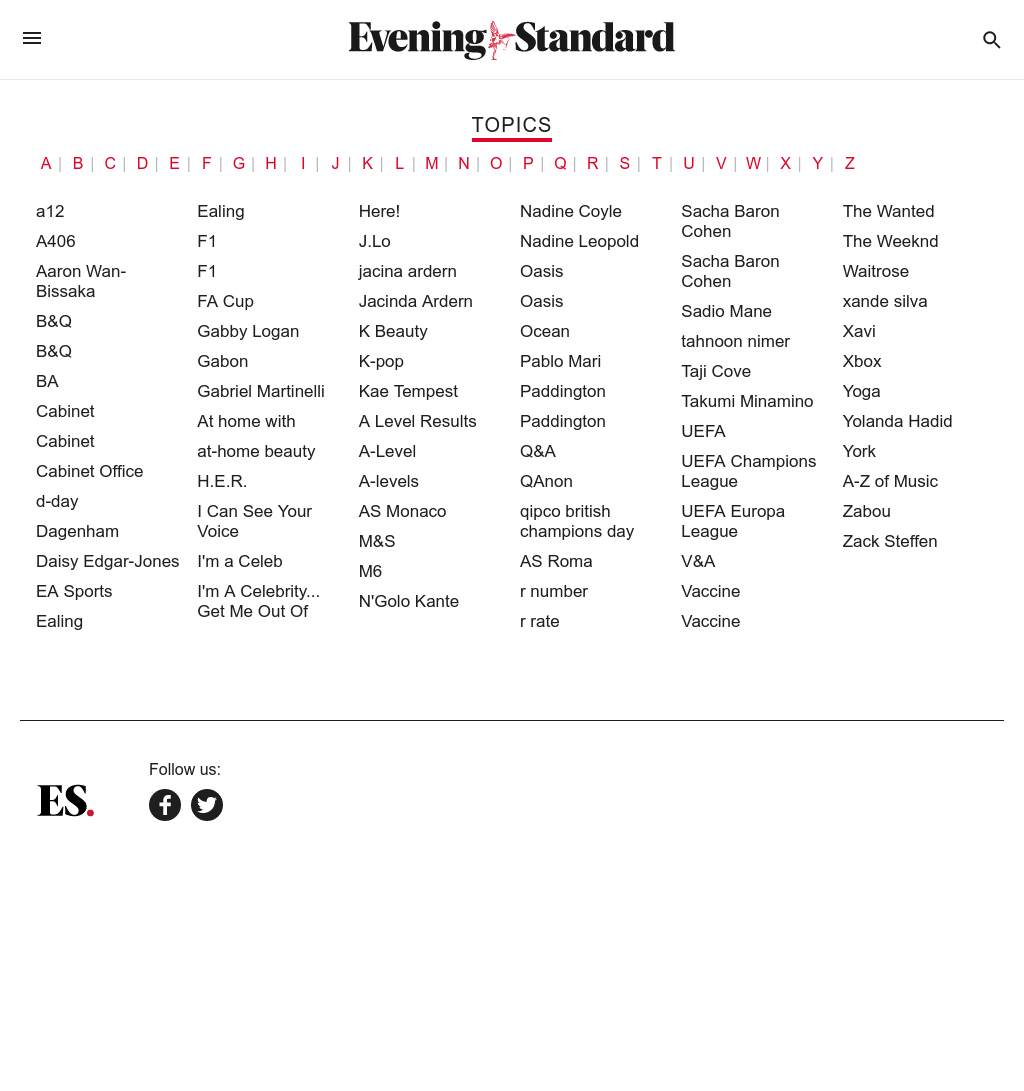 Evening Standard
TOPICS
A | B | C | D | E | F | G | H | I | J | K | L | M | N | O | P | Q | R | S | T | U | V | W | X | Y | Z
a12
A406
Aaron Wan-
Bissaka
B&Q
B&Q
BA
Cabinet
Cabinet
Cabinet Office
d-day
Dagenham
Daisy Edgar-Jones
EA Sports
Ealing
Ealing
F1
F1
FA Cup
Gabby Logan
Gabon
Gabriel Martinelli
At home with
at-home beauty
H.E.R.
I Can See Your
Voice
I'm a Celeb
I'm A Celebrity...
Get Me Out Of
Here!
J.Lo
jacina ardern
Jacinda Ardern
K Beauty
K-pop
Kae Tempest
A Level Results
A-Level
A-levels
AS Monaco
M&S
M6
N'Golo Kante
Nadine Coyle
Nadine Leopold
Oasis
Oasis
Ocean
Pablo Mari
Paddington
Paddington
Q&A
QAnon
qipco british
champions day
AS Roma
r number
r rate
Sacha Baron
Cohen
Sacha Baron
Cohen
Sadio Mane
tahnoon nimer
Taji Cove
Takumi Minamino
UEFA
UEFA Champions
League
UEFA Europa
League
V&A
Vaccine
Vaccine
The Wanted
The Weeknd
Waitrose
xande silva
Xavi
Xbox
Yoga
Yolanda Hadid
York
A-Z of Music
Zabou
Zack Steffen
ES.
Follow us: